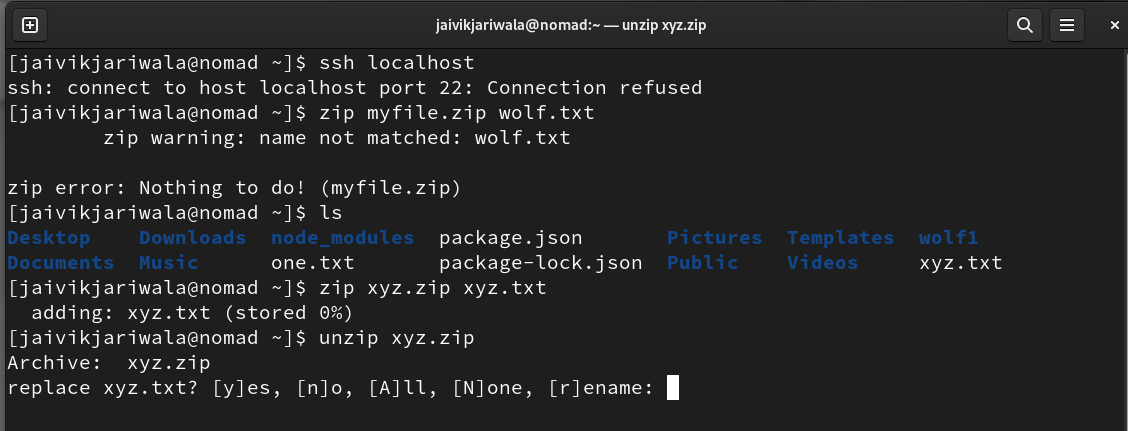 jaivikjariwala@nomad:~ — unzip xyz.zip
[jaivikjariwala@nomad ~]$ ssh localhost
ssh: connect to host localhost port 22: Connection refused
[jaivikjariwala@nomad ~]$ zip myfile.zip wolf.txt
        zip warning: name not matched: wolf.txt

zip error: Nothing to do! (myfile.zip)
[jaivikjariwala@nomad ~]$ ls
Desktop    Downloads  node_modules  package.json       Pictures  Templates  wolf1
Documents  Music      one.txt       package-lock.json  Public    Videos     xyz.txt
[jaivikjariwala@nomad ~]$ zip xyz.zip xyz.txt
  adding: xyz.txt (stored 0%)
[jaivikjariwala@nomad ~]$ unzip xyz.zip
Archive:  xyz.zip
replace xyz.txt? [y]es, [n]o, [A]ll, [N]one, [r]ename: